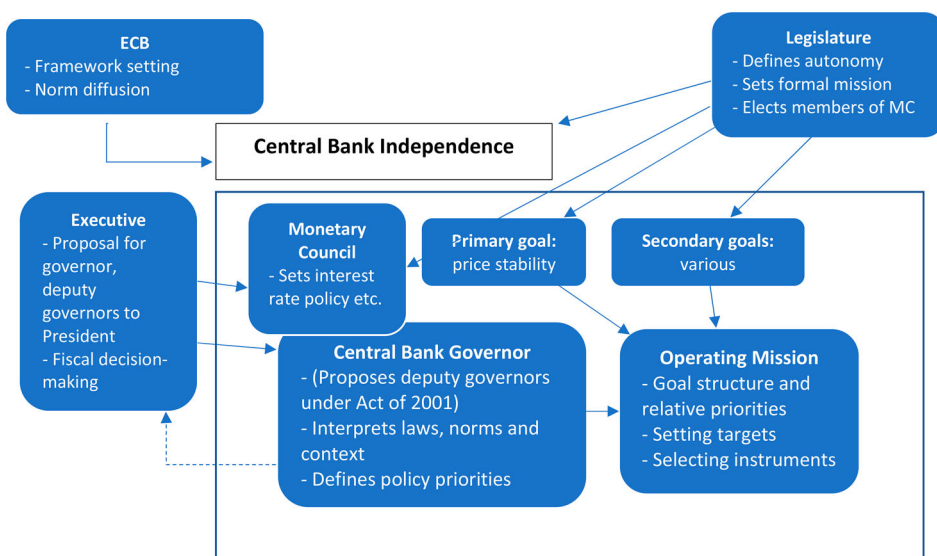 ECB
- Framework setting
- Norm diffusion
Legislature
- Defines autonomy
- Sets formal mission
- Elects members of MC
Central Bank Independence
Executive
- Proposal for
governor,
deputy
governors to
President
- Fiscal decision-
making
Monetary
Council
- Sets interest
rate policy etc.
Primary goal:
price stability
Secondary goals:
various
Central Bank Governor
- (Proposes deputy governors
under Act of 2001)
- Interprets laws, norms and
context
- Defines policy priorities
Operating Mission
- Goal structure and
relative priorities
- Setting targets
- Selecting instruments